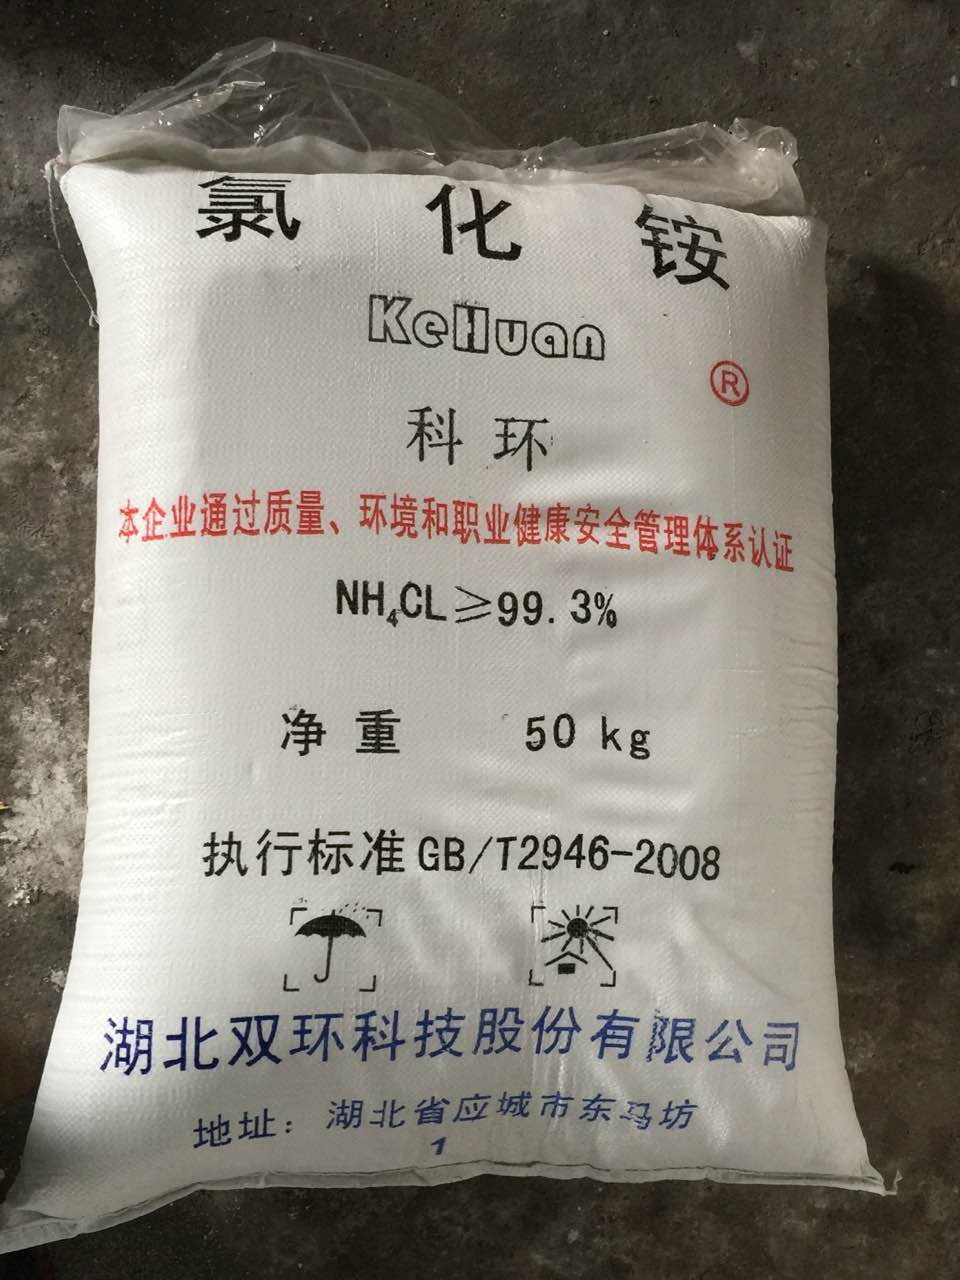 氯化铵
KeHuan
®
科环
本企业通过质量、环境和职业健康安全管理体系认证
NH₄CL≥99.3%
净重 50 kg
执行标准GB/T2946-2008
湖北双环科技股份有限公司
地址：湖北省应城市东马坊
1